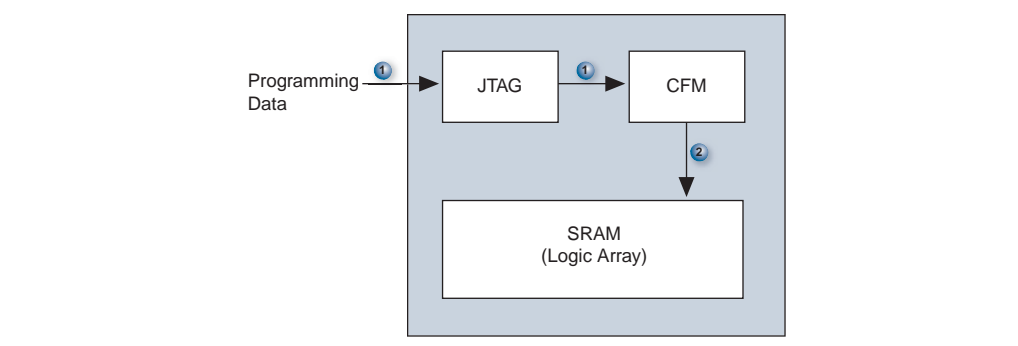 1
1
Programming
Data
JTAG
CFM
2
SRAM
(Logic Array)